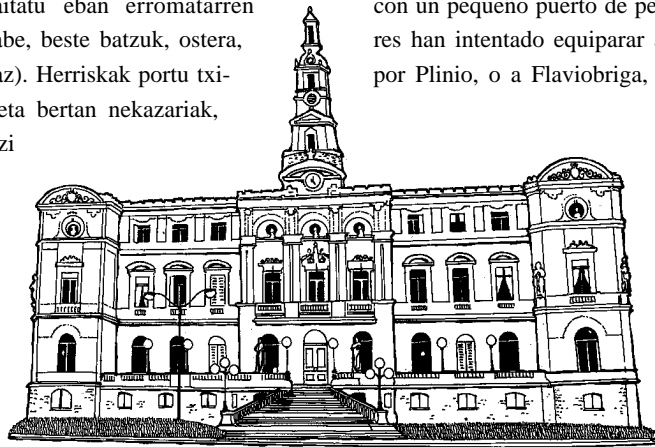 itatu eban erromatarren
abe, beste batzuk, ostera,
az). Herriskak portu txi-
eta bertan nekazariak,
zi
con un pequeño puerto de pe
res han intentado equiparar
por Plinio, o a Flaviobriga,